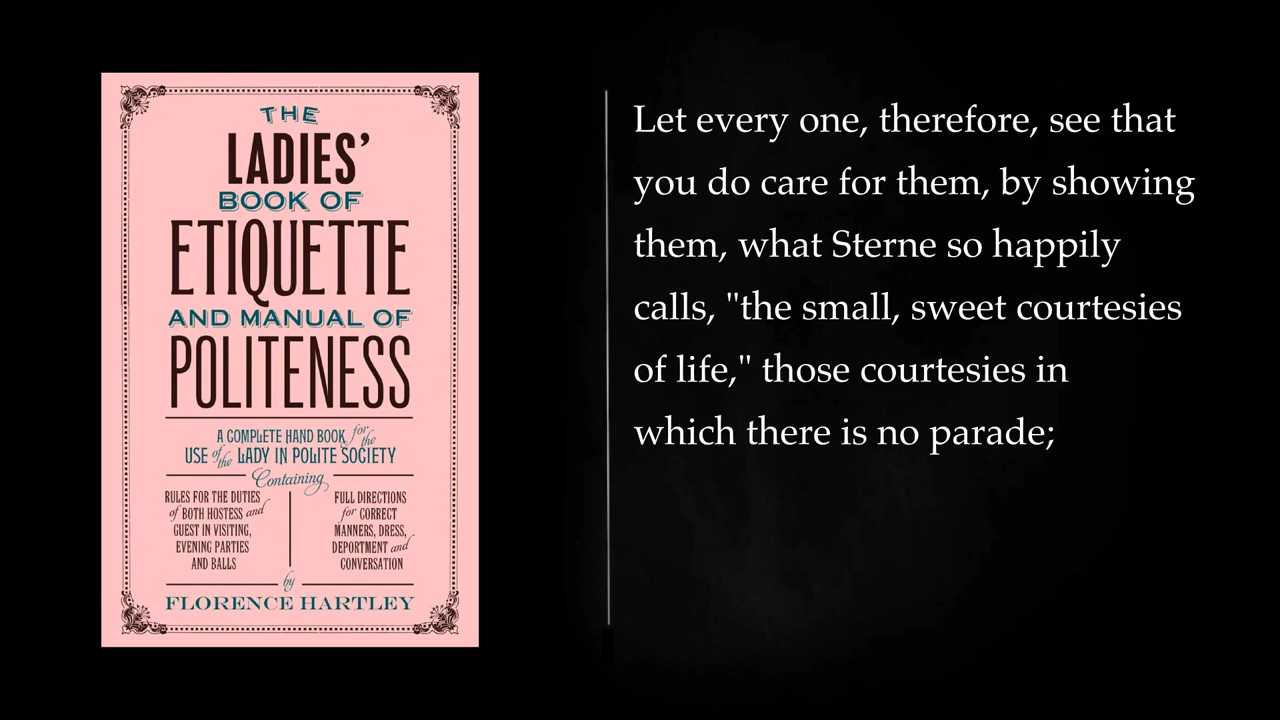 THE
LADIES'
BOOK OF
ETIQUETTE
AND MANUAL OF
POLITENESS
A COMPLETE HAND BOOK for the
USE of the LADY IN POLITE SOCIETY
Containing
RULES FOR THE DUTIES
of BOTH HOSTESS and
GUEST IN VISITING,
EVENING PARTIES
AND BALLS
FULL DIRECTIONS
for CORRECT
MANNERS, DRESS,
DEPORTMENT and
CONVERSATION
by
FLORENCE HARTLEY
Let every one, therefore, see that
you do care for them, by showing
them, what Sterne so happily
calls, "the small, sweet courtesies
of life," those courtesies in
which there is no parade;